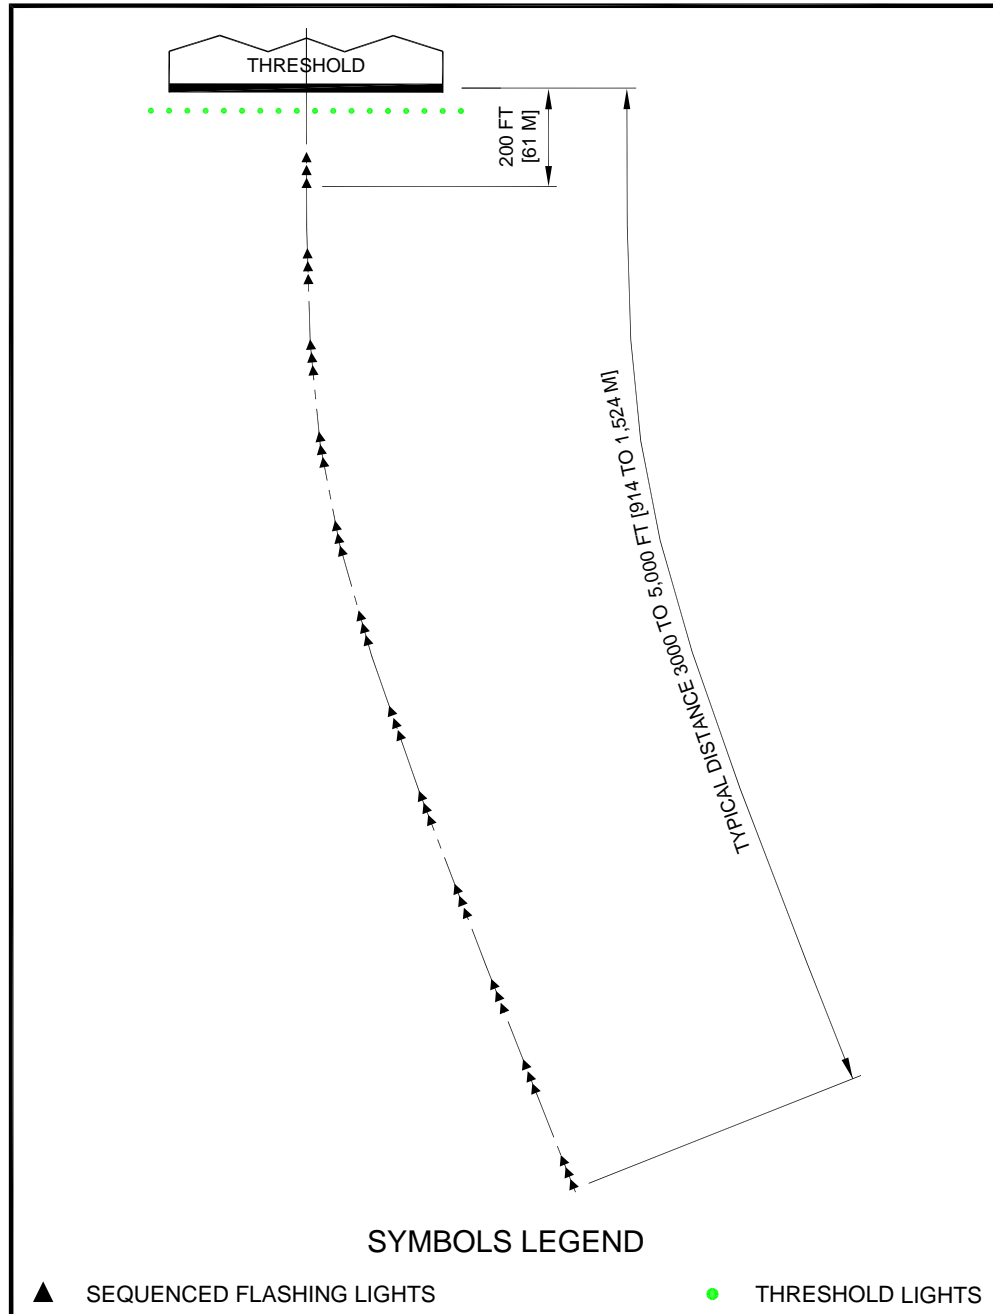 THRESHOLD
200 FT
[61 M]
TYPICAL DISTANCE 3000 TO 5,000 FT [914 TO 1,524 M]
SYMBOLS LEGEND
SEQUENCED FLASHING LIGHTS
THRESHOLD LIGHTS